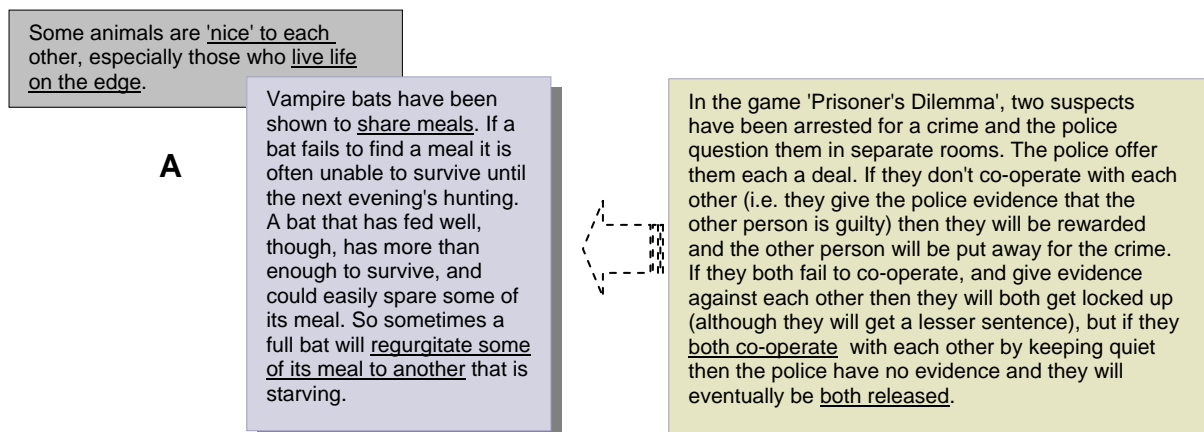 Some animals are 'nice' to each
other, especially those who live life
on the edge.
A
Vampire bats have been
shown to share meals. If a
bat fails to find a meal it is
often unable to survive until
the next evening's hunting.
A bat that has fed well,
though, has more than
enough to survive, and
could easily spare some of
its meal. So sometimes a
full bat will regurgitate some
of its meal to another that is
starving.
In the game 'Prisoner's Dilemma', two suspects
have been arrested for a crime and the police
question them in separate rooms. The police offer
them each a deal. If they don't co-operate with each
other (i.e. they give the police evidence that the
other person is guilty) then they will be rewarded
and the other person will be put away for the crime.
If they both fail to co-operate, and give evidence
against each other then they will both get locked up
(although they will get a lesser sentence), but if they
both co-operate with each other by keeping quiet
then the police have no evidence and they will
eventually be both released.